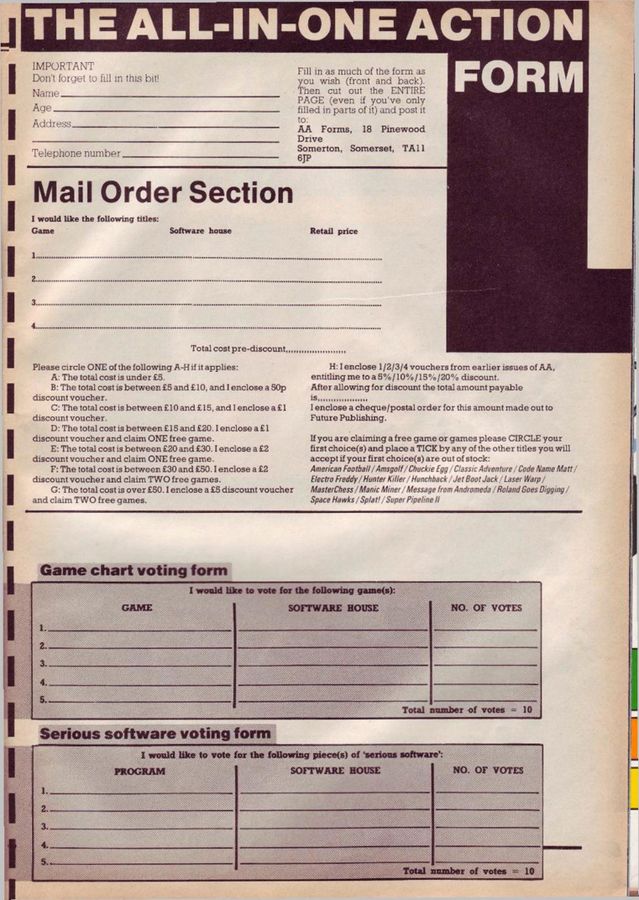 THE ALL-IN-ONE ACTION
FORM
IMPORTANT
Don't forget to fill in this bit!
Name
Age
Address
Telephone number
Fill in as much of the form as
you wish (front and back).
Then cut out the ENTIRE
PAGE (even if you've only
filled in parts of it) and post it
to:
AA Forms, 18 Pinewood
Drive
Somerton, Somerset, TA11
6JP
Mail Order Section
I would like the following titles:
Game Software house Retail price
1.
2.
3.
4.
Total cost pre-discount
Please circle ONE of the following A-H if it applies:
A: The total cost is under £5.
B: The total cost is between £5 and £10, and I enclose a 50p
discount voucher.
C: The total cost is between £10 and £15, and I enclose a £1
discount voucher.
D: The total cost is between £15 and £20. I enclose a £1
discount voucher and claim ONE free game.
E: The total cost is between £20 and £30. I enclose a £2
discount voucher and claim ONE free game.
F: The total cost is between £30 and £50. I enclose a £2
discount voucher and claim TWO free games.
G: The total cost is over £50. I enclose a £5 discount voucher
and claim TWO free games.
H: I enclose 1/2/3/4 vouchers from earlier issues of AA,
entitling me to a 5%/10%/15%/20% discount.
After allowing for discount the total amount payable
is
I enclose a cheque/postal order for this amount made out to
Future Publishing.
If you are claiming a free game or games please CIRCLE your
first choice(s) and place a TICK by any of the other titles you will
accept if your first choice(s) are out of stock:
American Football / Amsgolf / Chuckie Egg / Classic Adventure / Code Name Matt /
Electro Freddy / Hunter Killer / Hunchback / Jet Boot Jack / Laser Warp /
MasterChess / Manic Miner / Message from Andromeda / Roland Goes Digging /
Space Hawks / Splat! / Super Pipeline II
Game chart voting form
I would like to vote for the following game(s):
GAME SOFTWARE HOUSE NO. OF VOTES
1.
2.
3.
4.
5.
Total number of votes = 10
Serious software voting form
I would like to vote for the following piece(s) of 'serious software':
PROGRAM SOFTWARE HOUSE NO. OF VOTES
1.
2.
3.
4.
5.
Total number of votes = 10